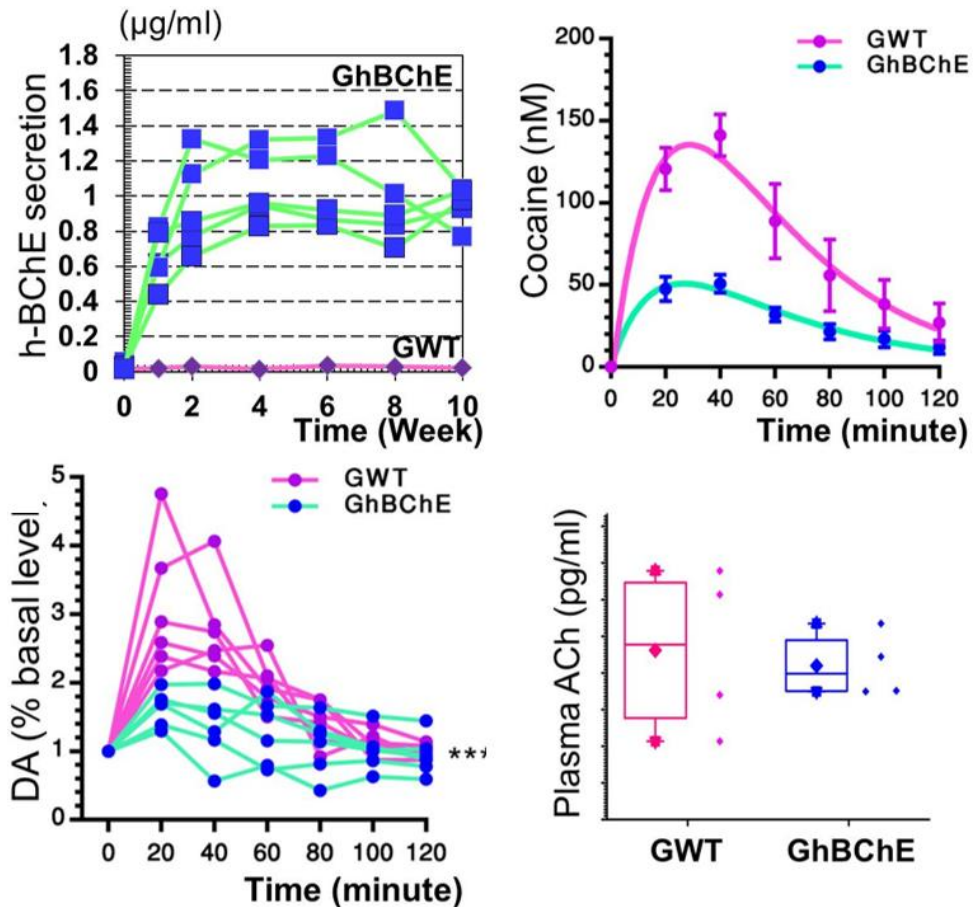 (µg/ml)
h-BChE secretion
1.8
1.6
1.4
1.2
1
0.8
0.6
0.4
0.2
0
GhBChE
GWT
0 2 4 6 8 10
Time (Week)
Cocaine (nM)
200
150
100
50
0
GWT
GhBChE
0 20 40 60 80 100 120
Time (minute)
DA (% basal level,
5
4
3
2
1
0
GWT
GhBChE
***
0 20 40 60 80 100 120
Time (minute)
Plasma ACh (pg/ml)
GWT GhBChE